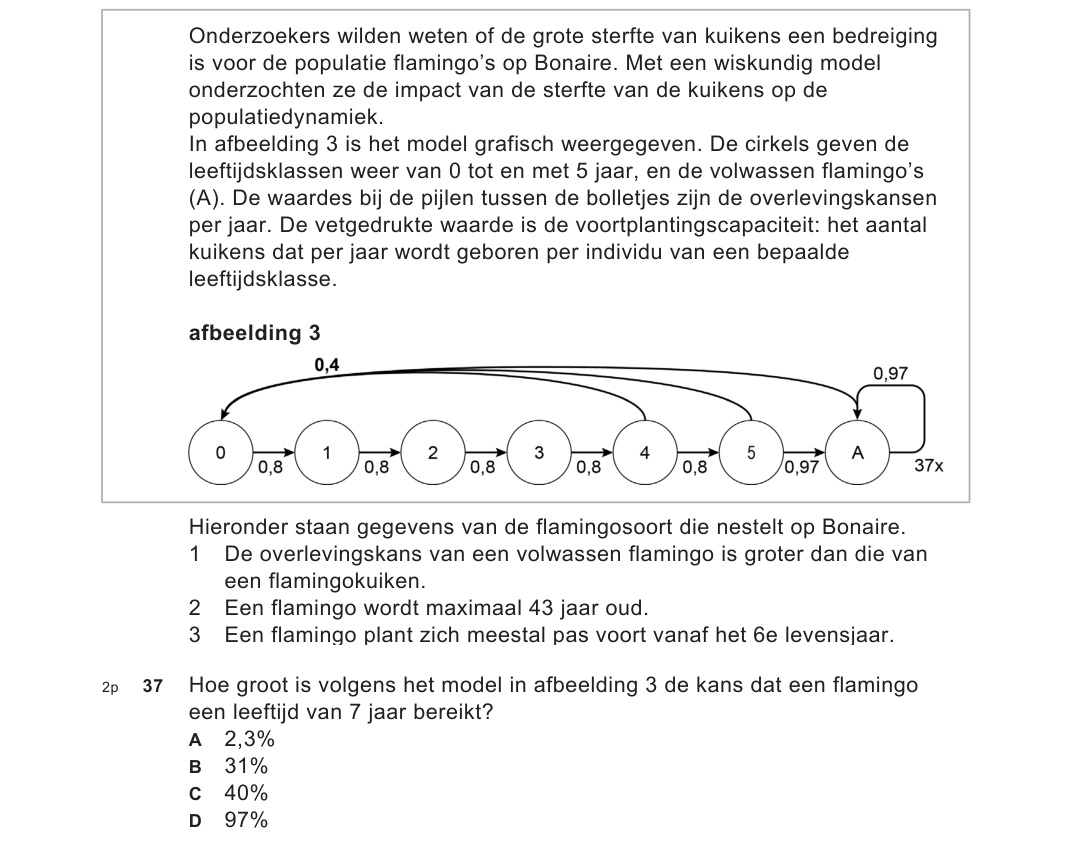 Onderzoekers wilden weten of de grote sterfte van kuikens een bedreiging
is voor de populatie flamingo's op Bonaire. Met een wiskundig model
onderzochten ze de impact van de sterfte van de kuikens op de
populatiedynamiek.
In afbeelding 3 is het model grafisch weergegeven. De cirkels geven de
leeftijdsklassen weer van 0 tot en met 5 jaar, en de volwassen flamingo's
(A). De waardes bij de pijlen tussen de bolletjes zijn de overlevingskansen
per jaar. De vetgedrukte waarde is de voortplantingscapaciteit: het aantal
kuikens dat per jaar wordt geboren per individu van een bepaalde
leeftijdsklasse.
afbeelding 3
0,4
0,97
0 1 2 3 4 5 A
0,8 0,8 0,8 0,8 0,8 0,97 37x
Hieronder staan gegevens van de flamingosoort die nestelt op Bonaire.
1 De overlevingskans van een volwassen flamingo is groter dan die van
een flamingokuiken.
2 Een flamingo wordt maximaal 43 jaar oud.
3 Een flamingo plant zich meestal pas voort vanaf het 6e levensjaar.
2p 37 Hoe groot is volgens het model in afbeelding 3 de kans dat een flamingo
een leeftijd van 7 jaar bereikt?
A 2,3%
B 31%
C 40%
D 97%